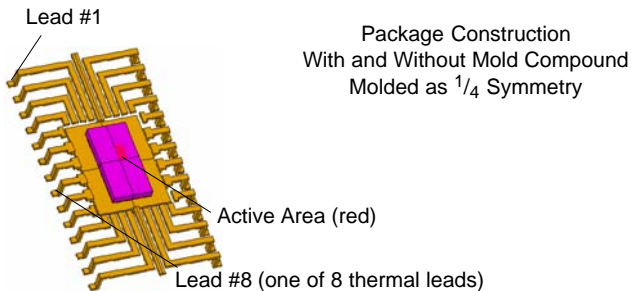 Lead #1
Package Construction
With and Without Mold Compound
Molded as 1/4 Symmetry
Active Area (red)
Lead #8 (one of 8 thermal leads)